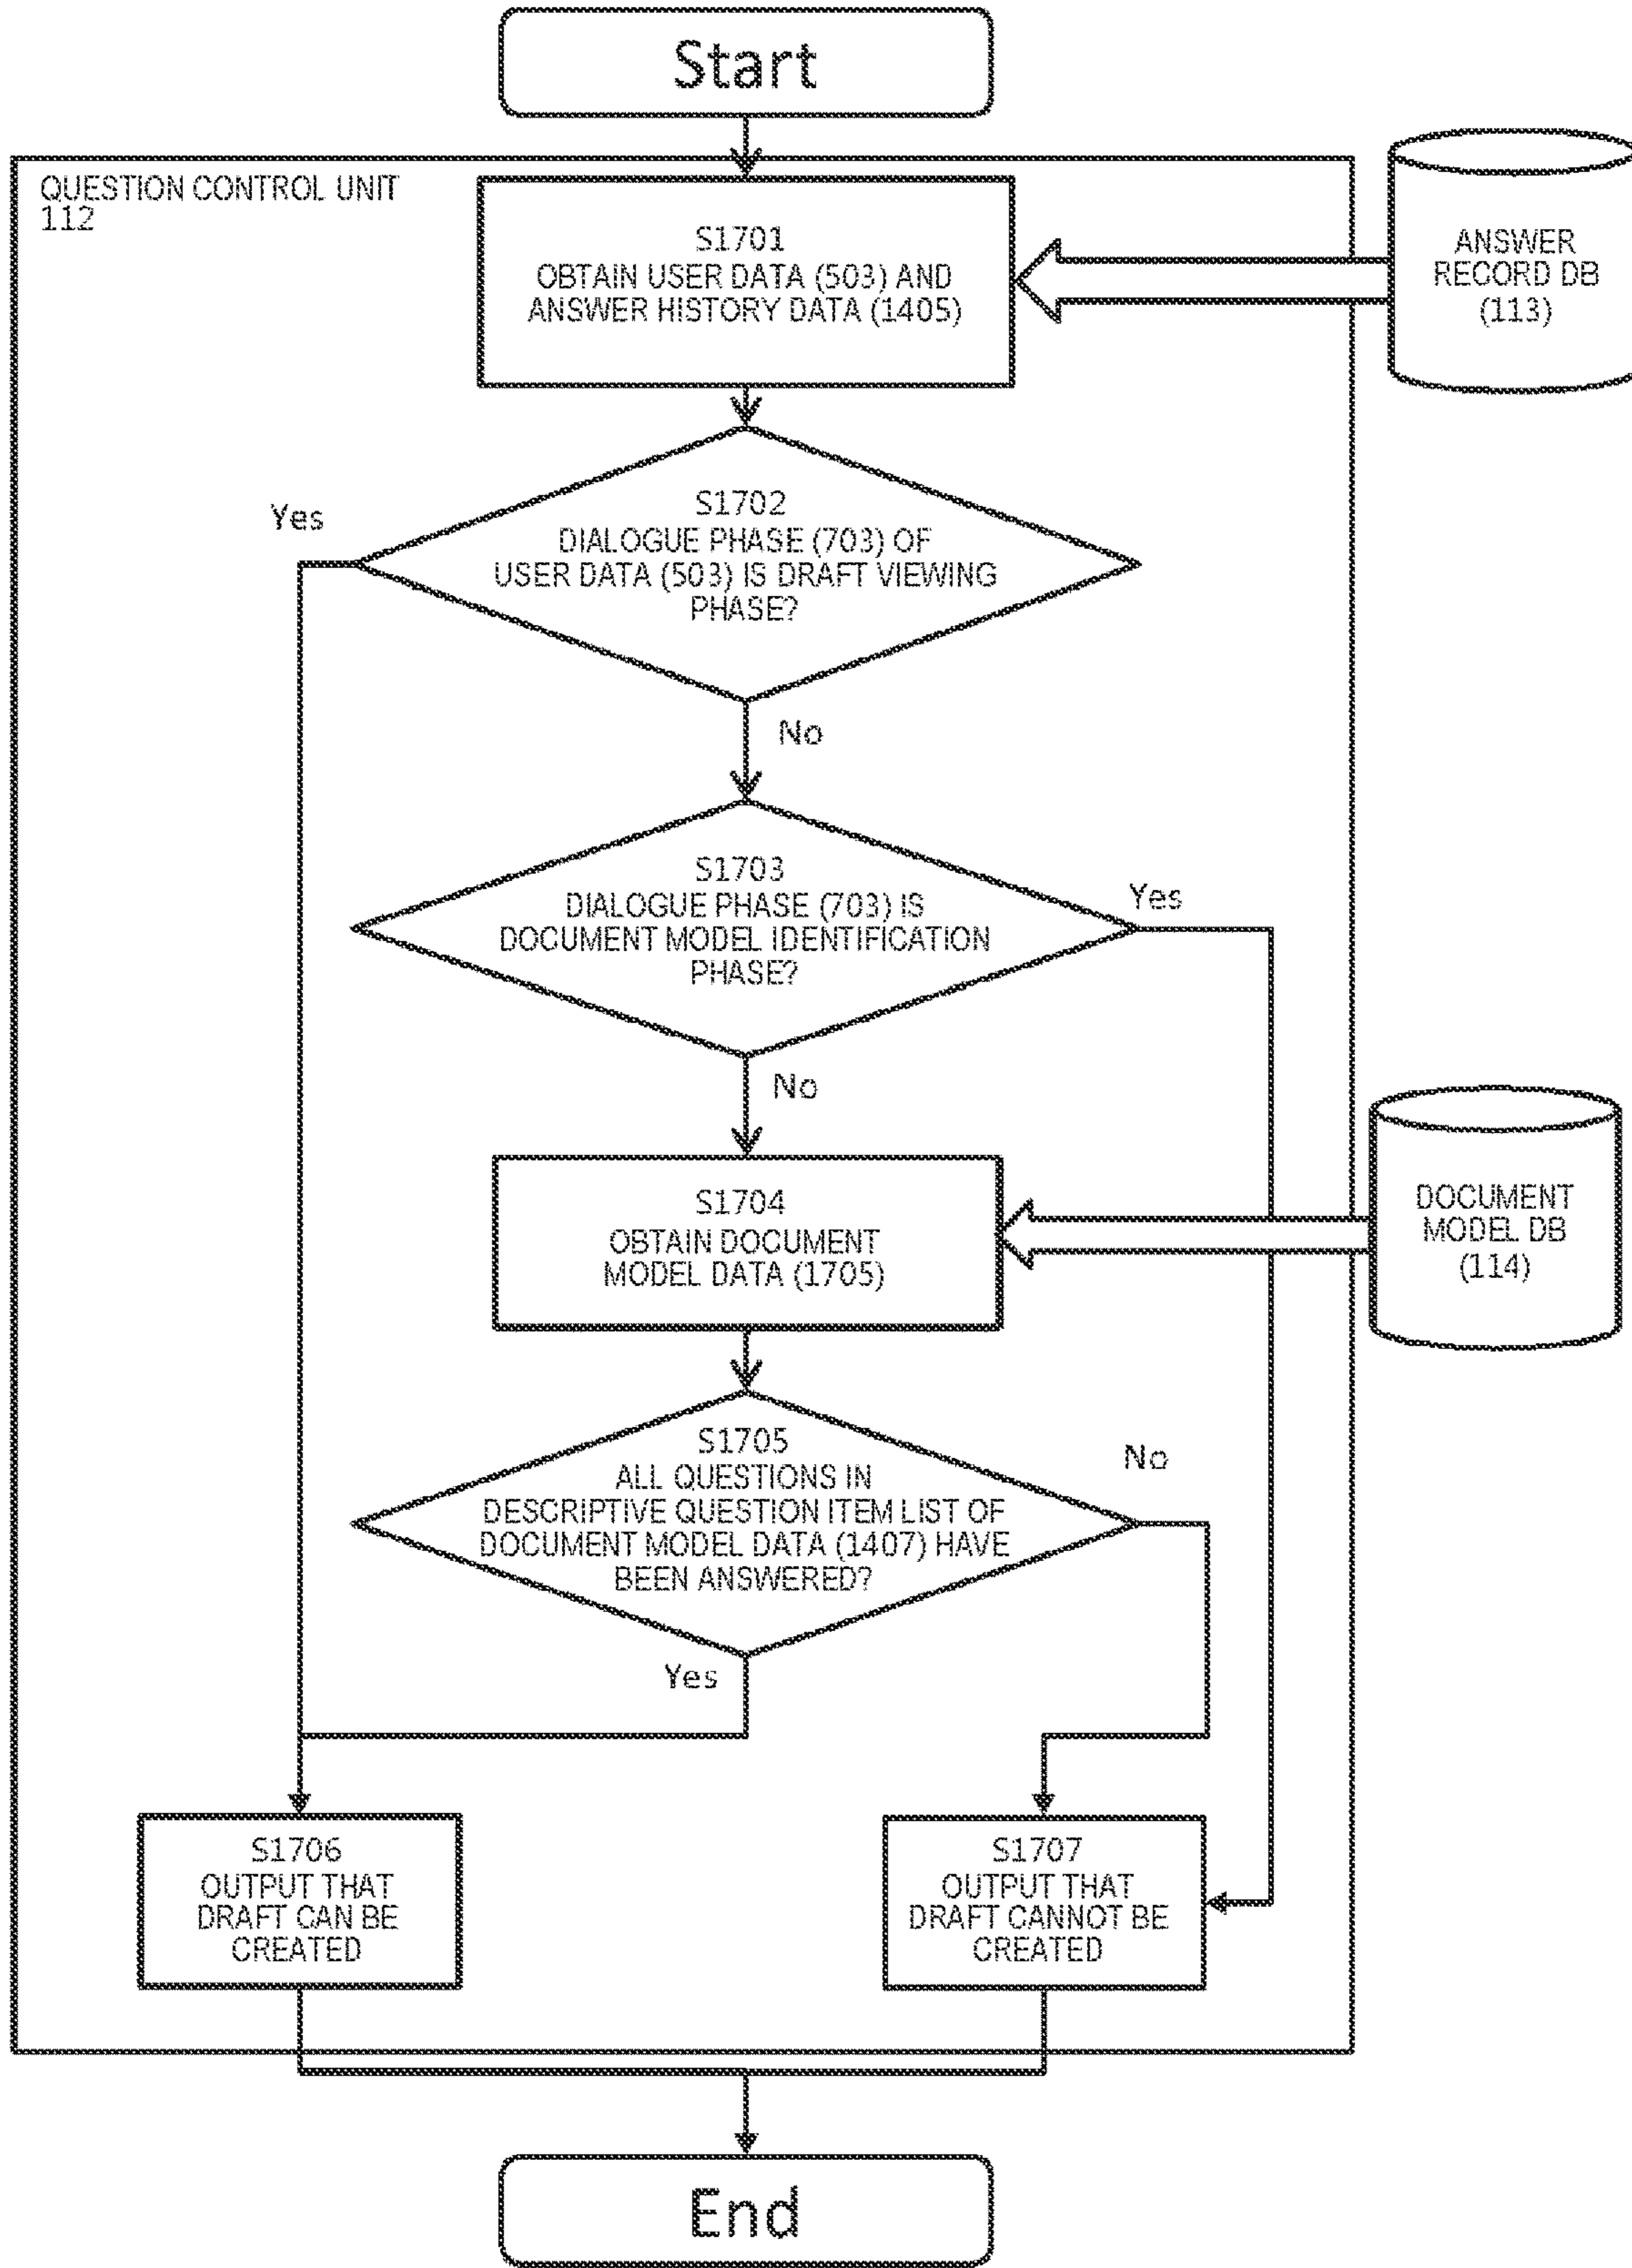 Start
QUESTION CONTROL UNIT
112
S1701
OBTAIN USER DATA (503) AND
ANSWER HISTORY DATA (1405)
ANSWER
RECORD DB
(113)
S1702
DIALOGUE PHASE (703) OF
USER DATA (503) IS DRAFT VIEWING
PHASE?
Yes
No
S1703
DIALOGUE PHASE (703) IS
DOCUMENT MODEL IDENTIFICATION
PHASE?
Yes
No
S1704
OBTAIN DOCUMENT
MODEL DATA (1705)
DOCUMENT
MODEL DB
(114)
S1705
ALL QUESTIONS IN
DESCRIPTIVE QUESTION ITEM LIST OF
DOCUMENT MODEL DATA (1407) HAVE
BEEN ANSWERED?
No
Yes
S1706
OUTPUT THAT
DRAFT CAN BE
CREATED
S1707
OUTPUT THAT
DRAFT CANNOT BE
CREATED
End